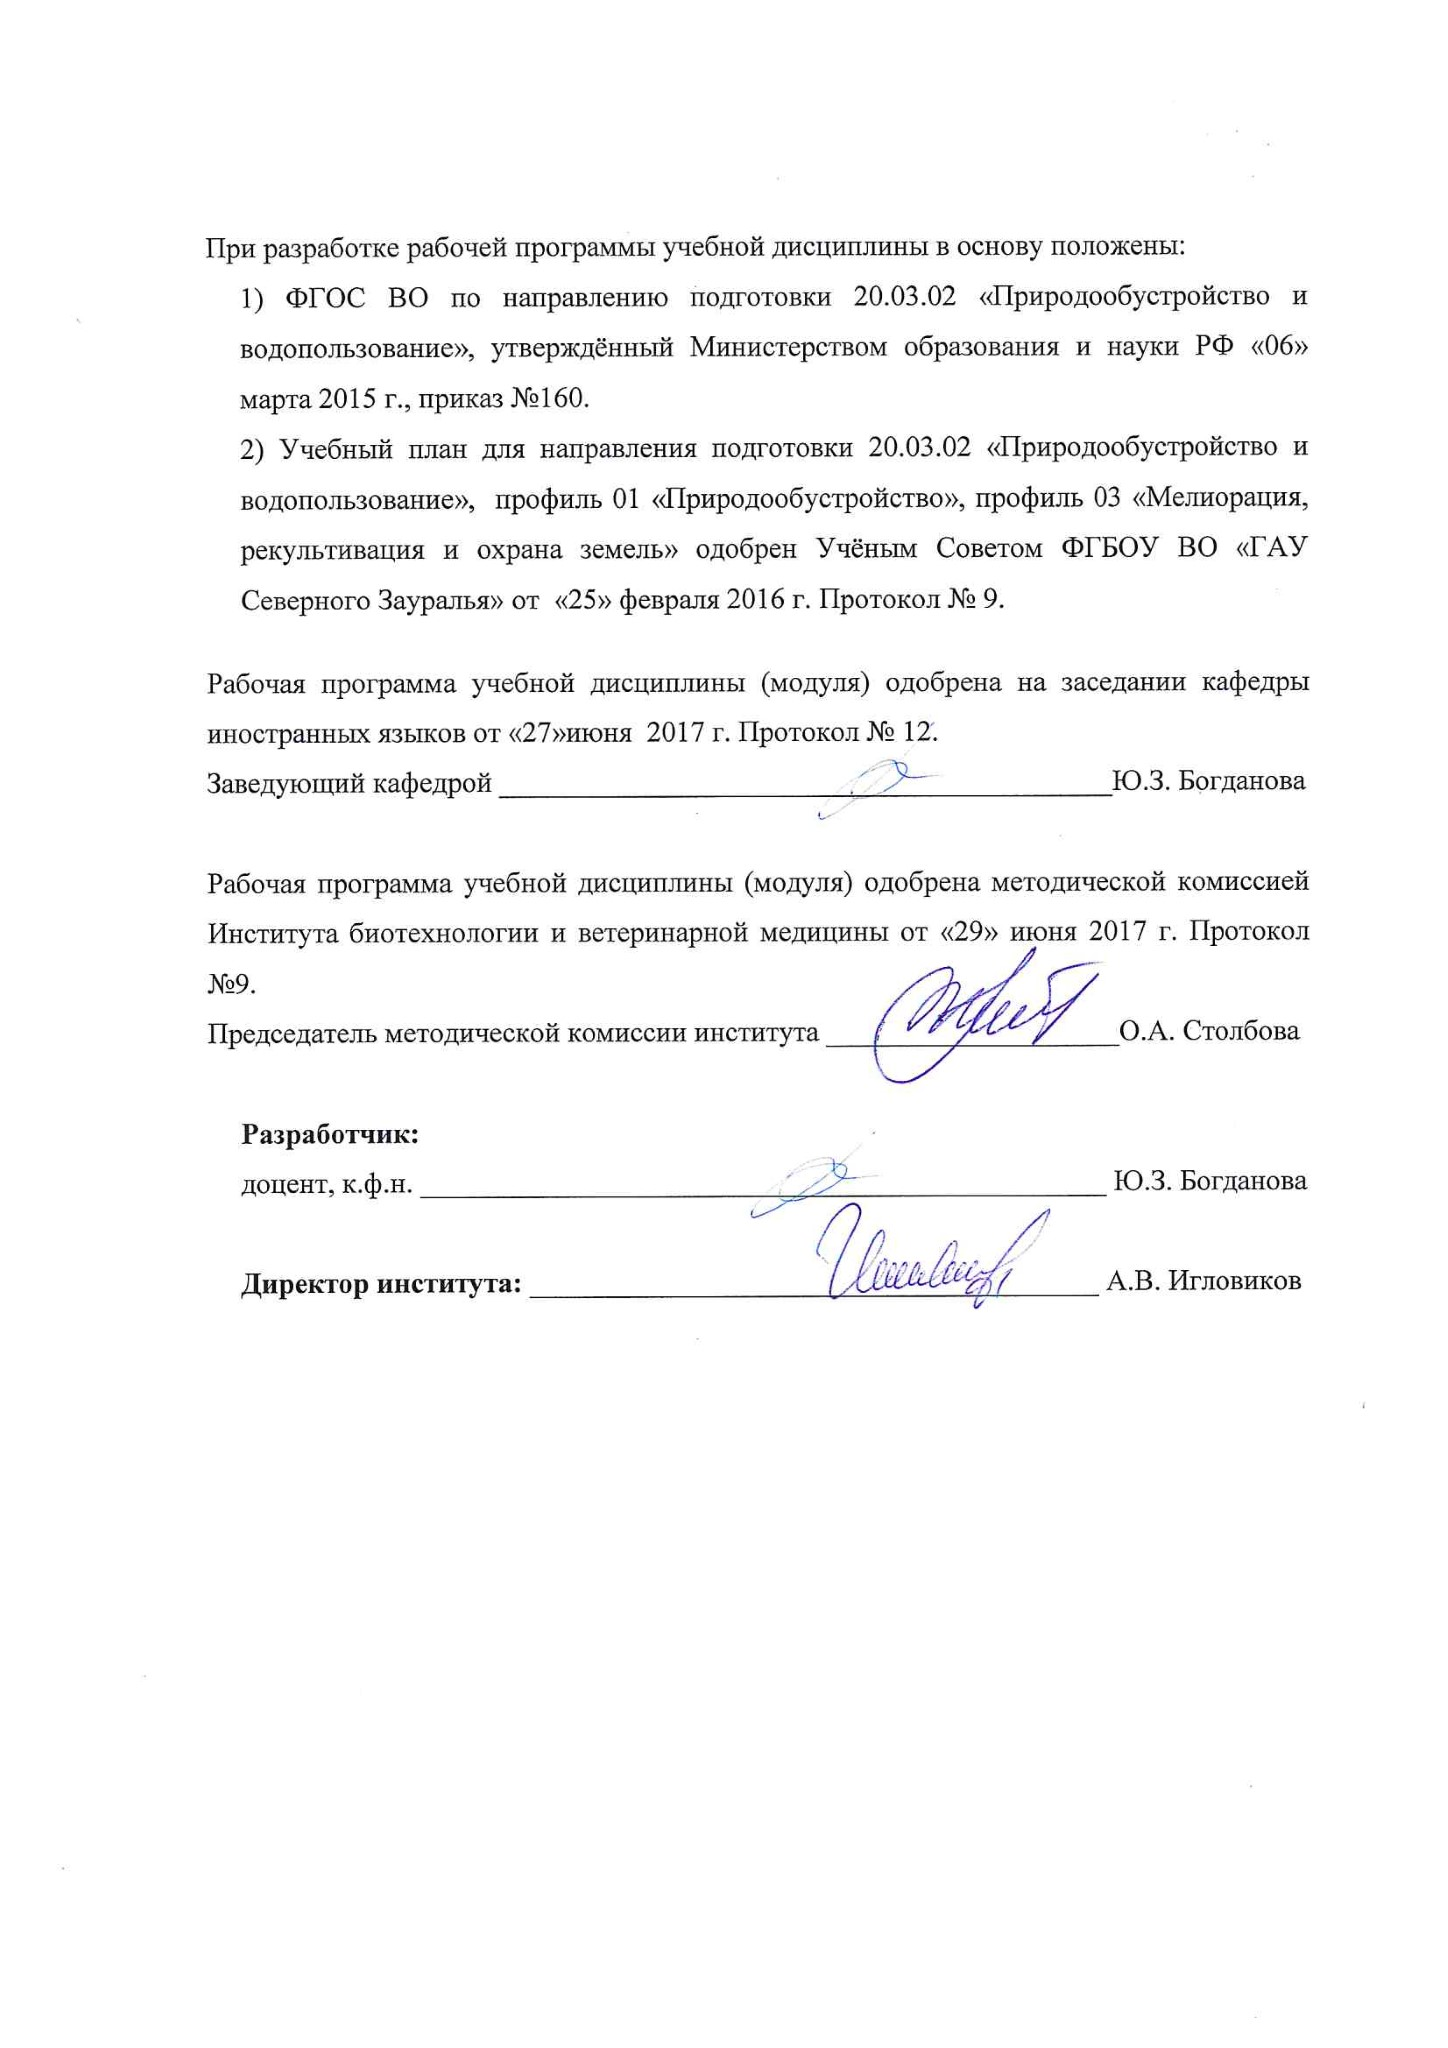 При разработке рабочей программы учебной дисциплины в основу положены:
1) ФГОС ВО по направлению подготовки 20.03.02 «Природообустройство и
водопользование», утверждённый Министерством образования и науки РФ «06»
марта 2015 г., приказ №160.
2) Учебный план для направления подготовки 20.03.02 «Природообустройство и
водопользование», профиль 01 «Природообустройство», профиль 03 «Мелиорация,
рекультивация и охрана земель» одобрен Учёным Советом ФГБОУ ВО «ГАУ
Северного Зауралья» от «25» февраля 2016 г. Протокол № 9.
Рабочая программа учебной дисциплины (модуля) одобрена на заседании кафедры
иностранных языков от «27»июня 2017 г. Протокол № 12.
Заведующий кафедрой Ю.З. Богданова
Рабочая программа учебной дисциплины (модуля) одобрена методической комиссией
Института биотехнологии и ветеринарной медицины от «29» июня 2017 г. Протокол
№9.
Председатель методической комиссии института О.А. Столбова
Разработчик:
доцент, к.ф.н. Ю.З. Богданова
Директор института: А.В. Игловиков